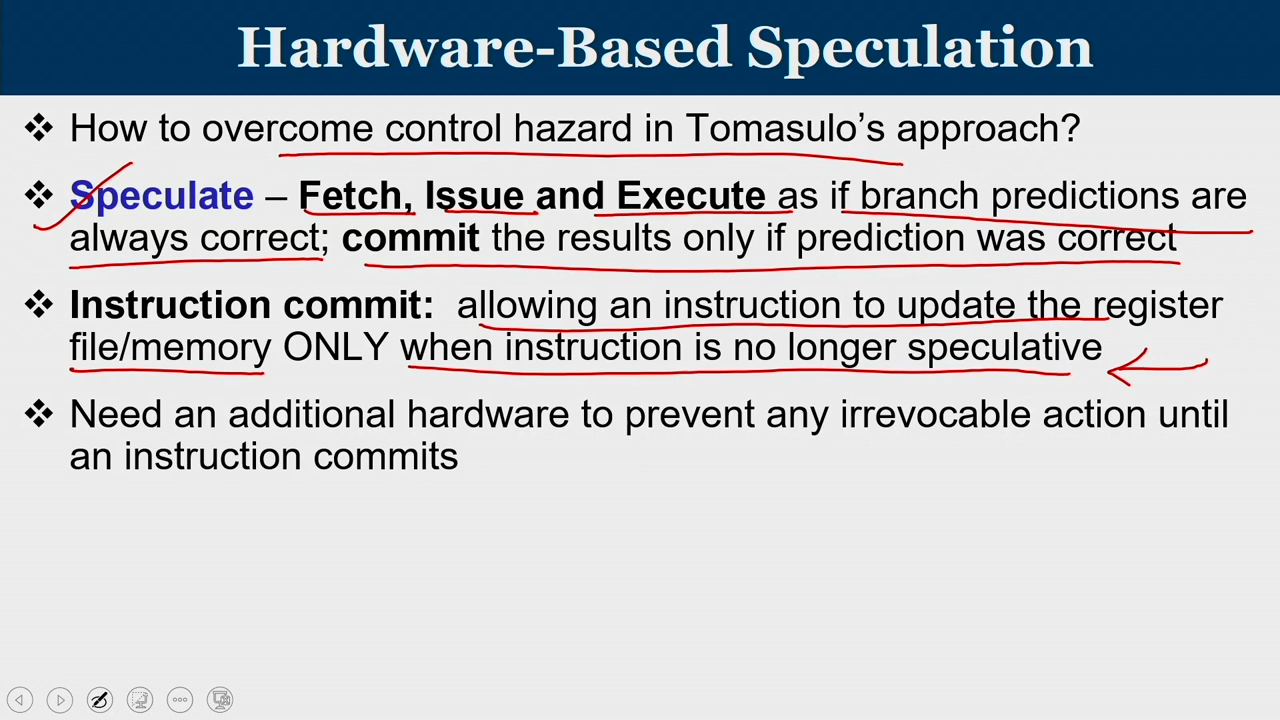 Hardware-Based Speculation
❖ How to overcome control hazard in Tomasulo’s approach?
❖ Speculate – Fetch, Issue and Execute as if branch predictions are
always correct; commit the results only if prediction was correct
❖ Instruction commit: allowing an instruction to update the register
file/memory ONLY when instruction is no longer speculative
❖ Need an additional hardware to prevent any irrevocable action until
an instruction commits